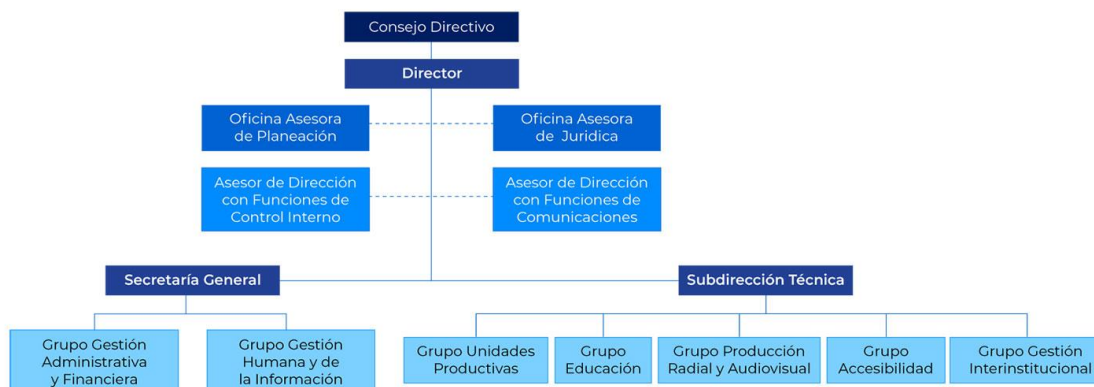 Consejo Directivo
Director
Oficina Asesora
de Planeación
Oficina Asesora
de Juridica
Asesor de Dirección
con Funciones de
Control Interno
Asesor de Dirección
con Funciones de
Comunicaciones
Secretaría General
Subdirección Técnica
Grupo Gestión
Administrativa
y Financiera
Grupo Gestión
Humana y de
la Información
Grupo Unidades
Productivas
Grupo
Educación
Grupo Producción
Radial y Audiovisual
Grupo
Accesibilidad
Grupo Gestión
Interinstitucional